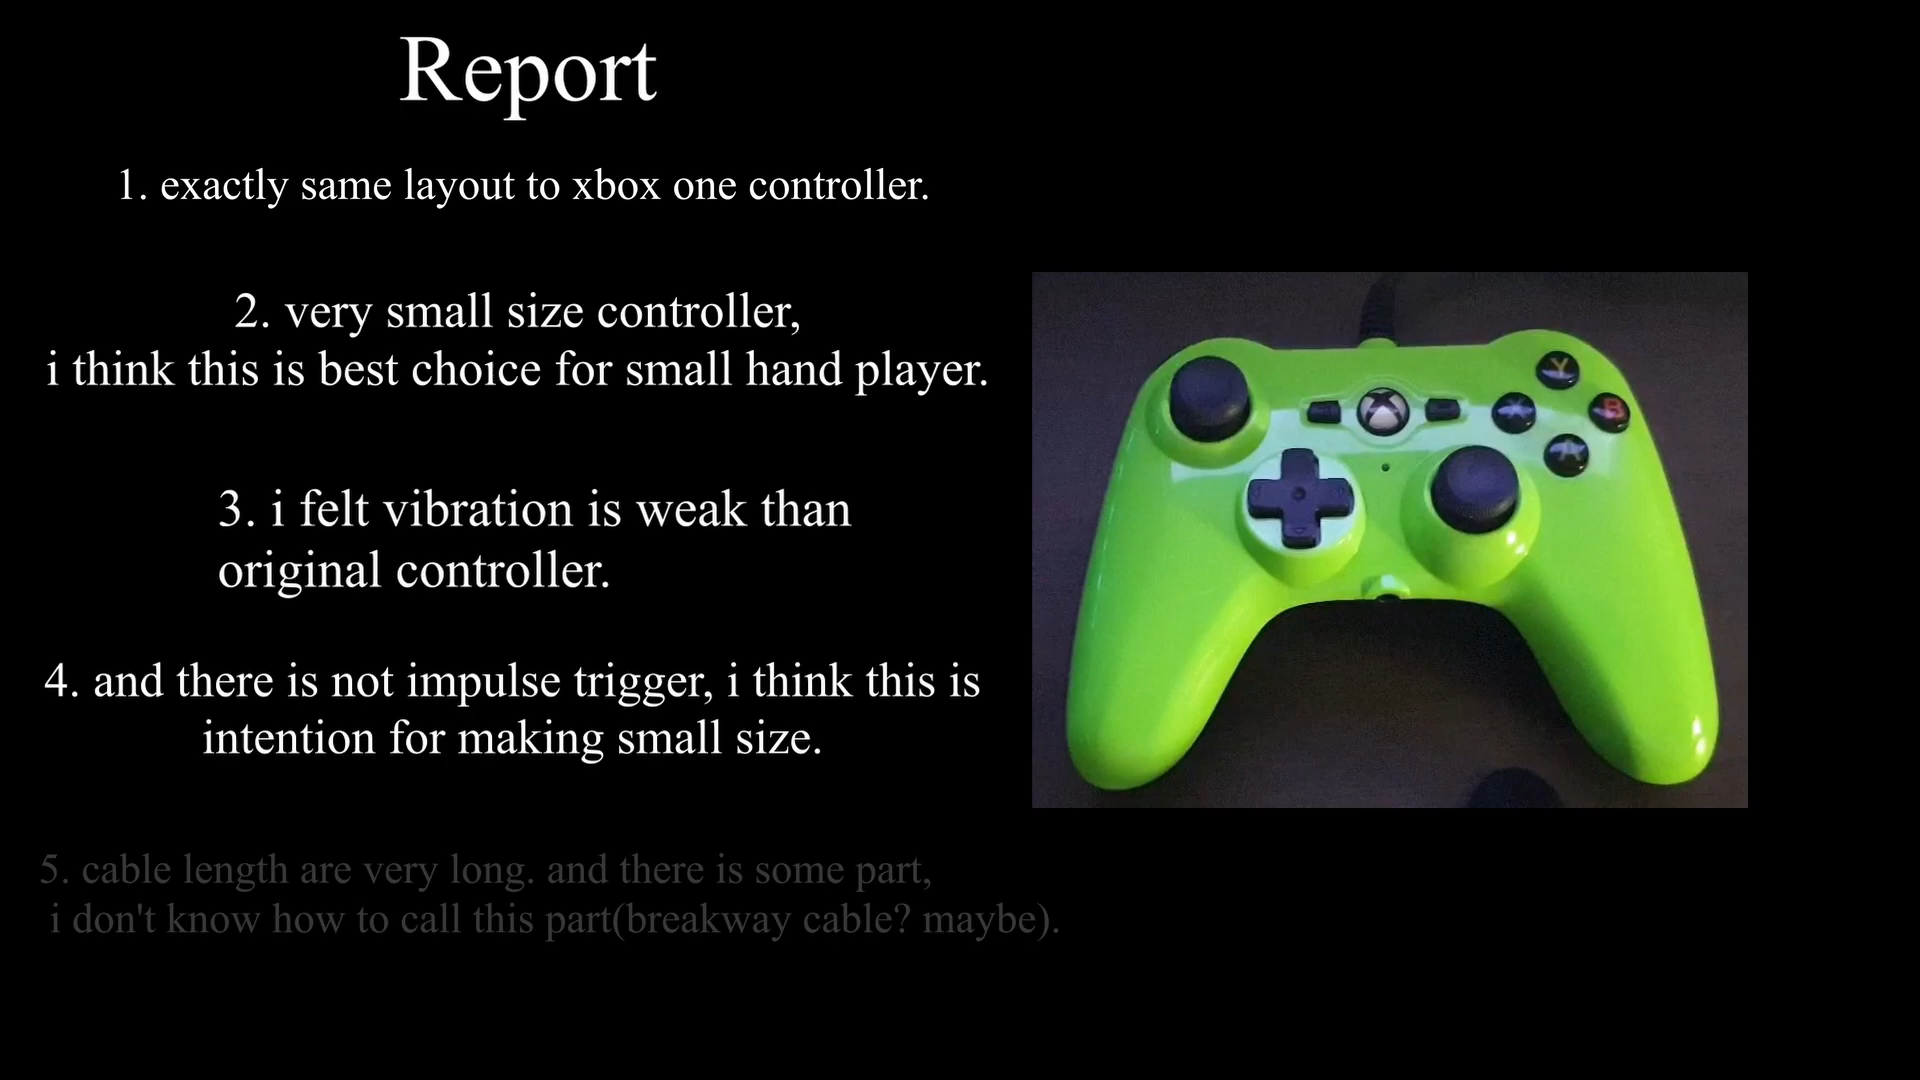 Report
1. exactly same layout to xbox one controller.
2. very small size controller,
i think this is best choice for small hand player.
3. i felt vibration is weak than
original controller.
4. and there is not impulse trigger, i think this is
intention for making small size.
5. cable length are very long. and there is some part,
i don't know how to call this part(breakway cable? maybe).
Y
X
B
A